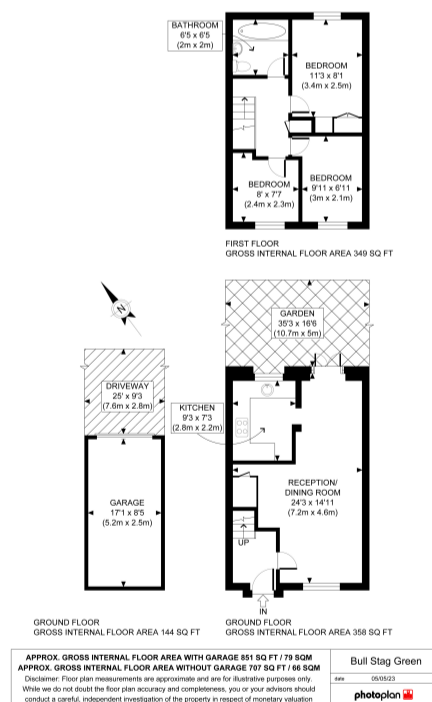 BATHROOM
6'5 x 6'5
(2m x 2m)
BEDROOM
11'3 x 8'1
(3.4m x 2.5m)
BEDROOM
8' x 7'7
(2.4m x 2.3m)
BEDROOM
9'11 x 6'11
(3m x 2.1m)
FIRST FLOOR
GROSS INTERNAL FLOOR AREA 349 SQ FT
N
GARDEN
35'3 x 16'6
(10.7m x 5m)
DRIVEWAY
25' x 9'3
(7.6m x 2.8m)
KITCHEN
9'3 x 7'3
(2.8m x 2.2m)
GARAGE
17'1 x 8'5
(5.2m x 2.5m)
RECEPTION/
DINING ROOM
24'3 x 14'11
(7.2m x 4.6m)
UP
IN
GROUND FLOOR
GROSS INTERNAL FLOOR AREA 144 SQ FT
GROUND FLOOR
GROSS INTERNAL FLOOR AREA 358 SQ FT
APPROX. GROSS INTERNAL FLOOR AREA WITH GARAGE 851 SQ FT / 79 SQM
APPROX. GROSS INTERNAL FLOOR AREA WITHOUT GARAGE 707 SQ FT / 66 SQM
Disclaimer: Floor plan measurements are approximate and are for illustrative purposes only.
While we do not doubt the floor plan accuracy and completeness, you or your advisors should
conduct a careful, independent investigation of the property in respect of monetary valuation
Bull Stag Green
date 05/05/23
photoplan